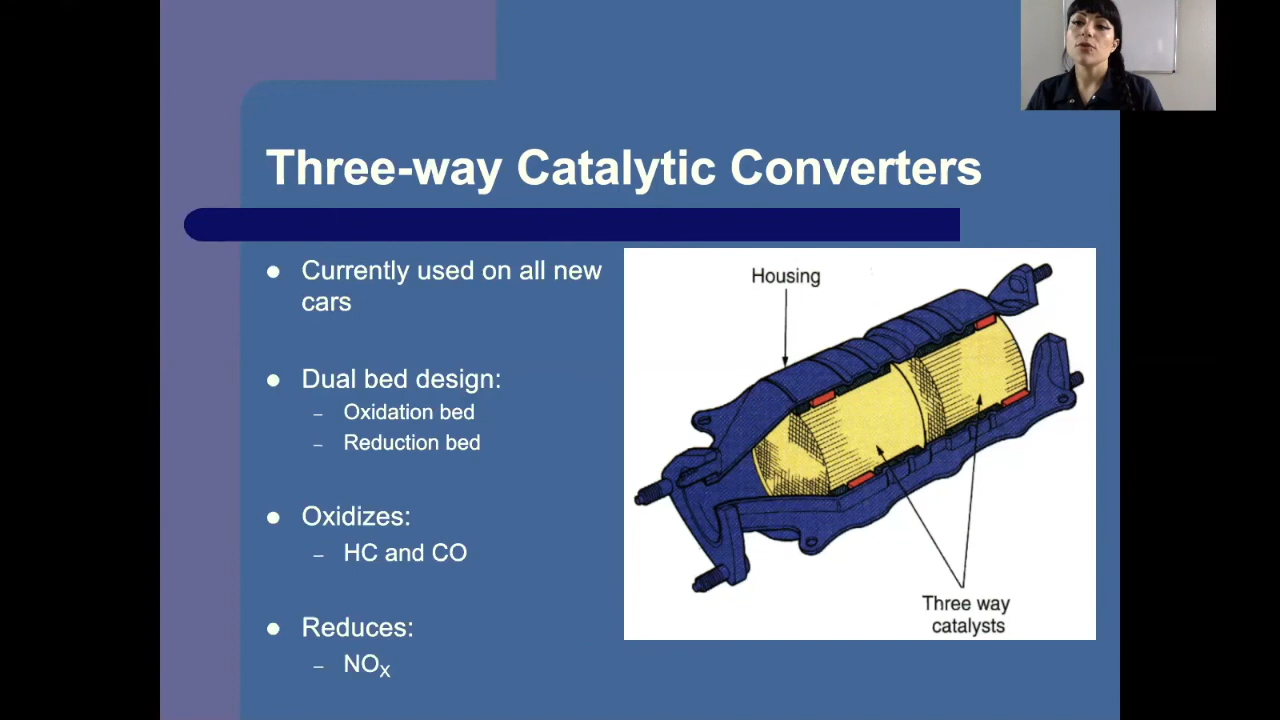 Three-way Catalytic Converters
Currently used on all new
cars
Dual bed design:
– Oxidation bed
– Reduction bed
Oxidizes:
– HC and CO
Reduces:
– NOX
Housing
Three way
catalysts